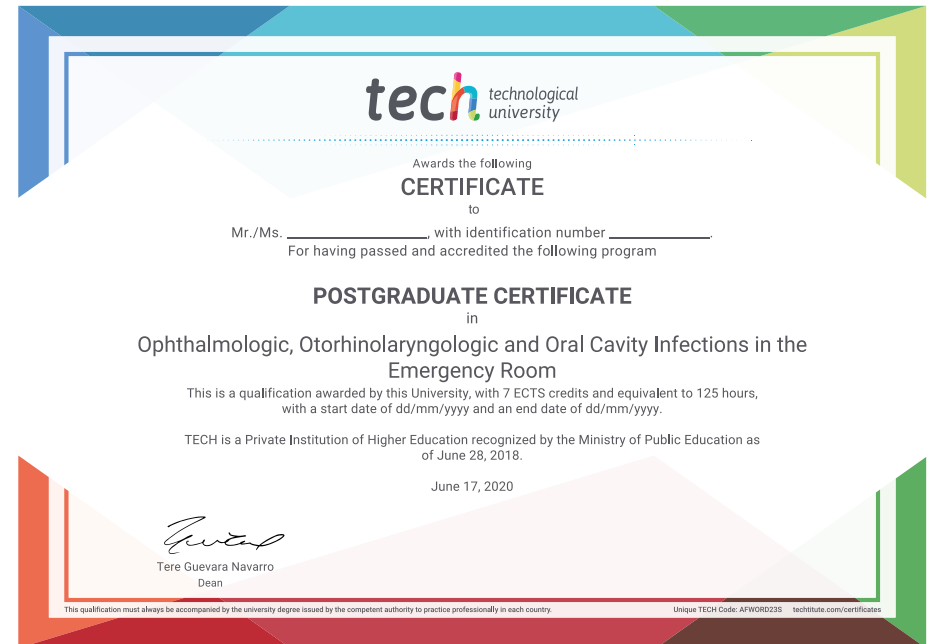 tech technological
university
Awards the following
CERTIFICATE
to
Mr./Ms. ________________, with identification number ____________.
For having passed and accredited the following program
POSTGRADUATE CERTIFICATE
in
Ophthalmologic, Otorhinolaryngologic and Oral Cavity Infections in the
Emergency Room
This is a qualification awarded by this University, with 7 ECTS credits and equivalent to 125 hours,
with a start date of dd/mm/yyyy and an end date of dd/mm/yyyy.
TECH is a Private Institution of Higher Education recognized by the Ministry of Public Education as
of June 28, 2018.
June 17, 2020
Tere Guevara Navarro
Dean
This qualification must always be accompanied by the university degree issued by the competent authority to practice professionally in each country. Unique TECH Code: AFWORD23S techtitute.com/certificates